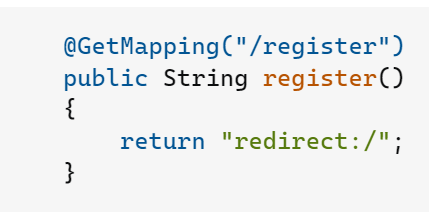 @GetMapping("/register")
public String register()
{
    return "redirect:/";
}